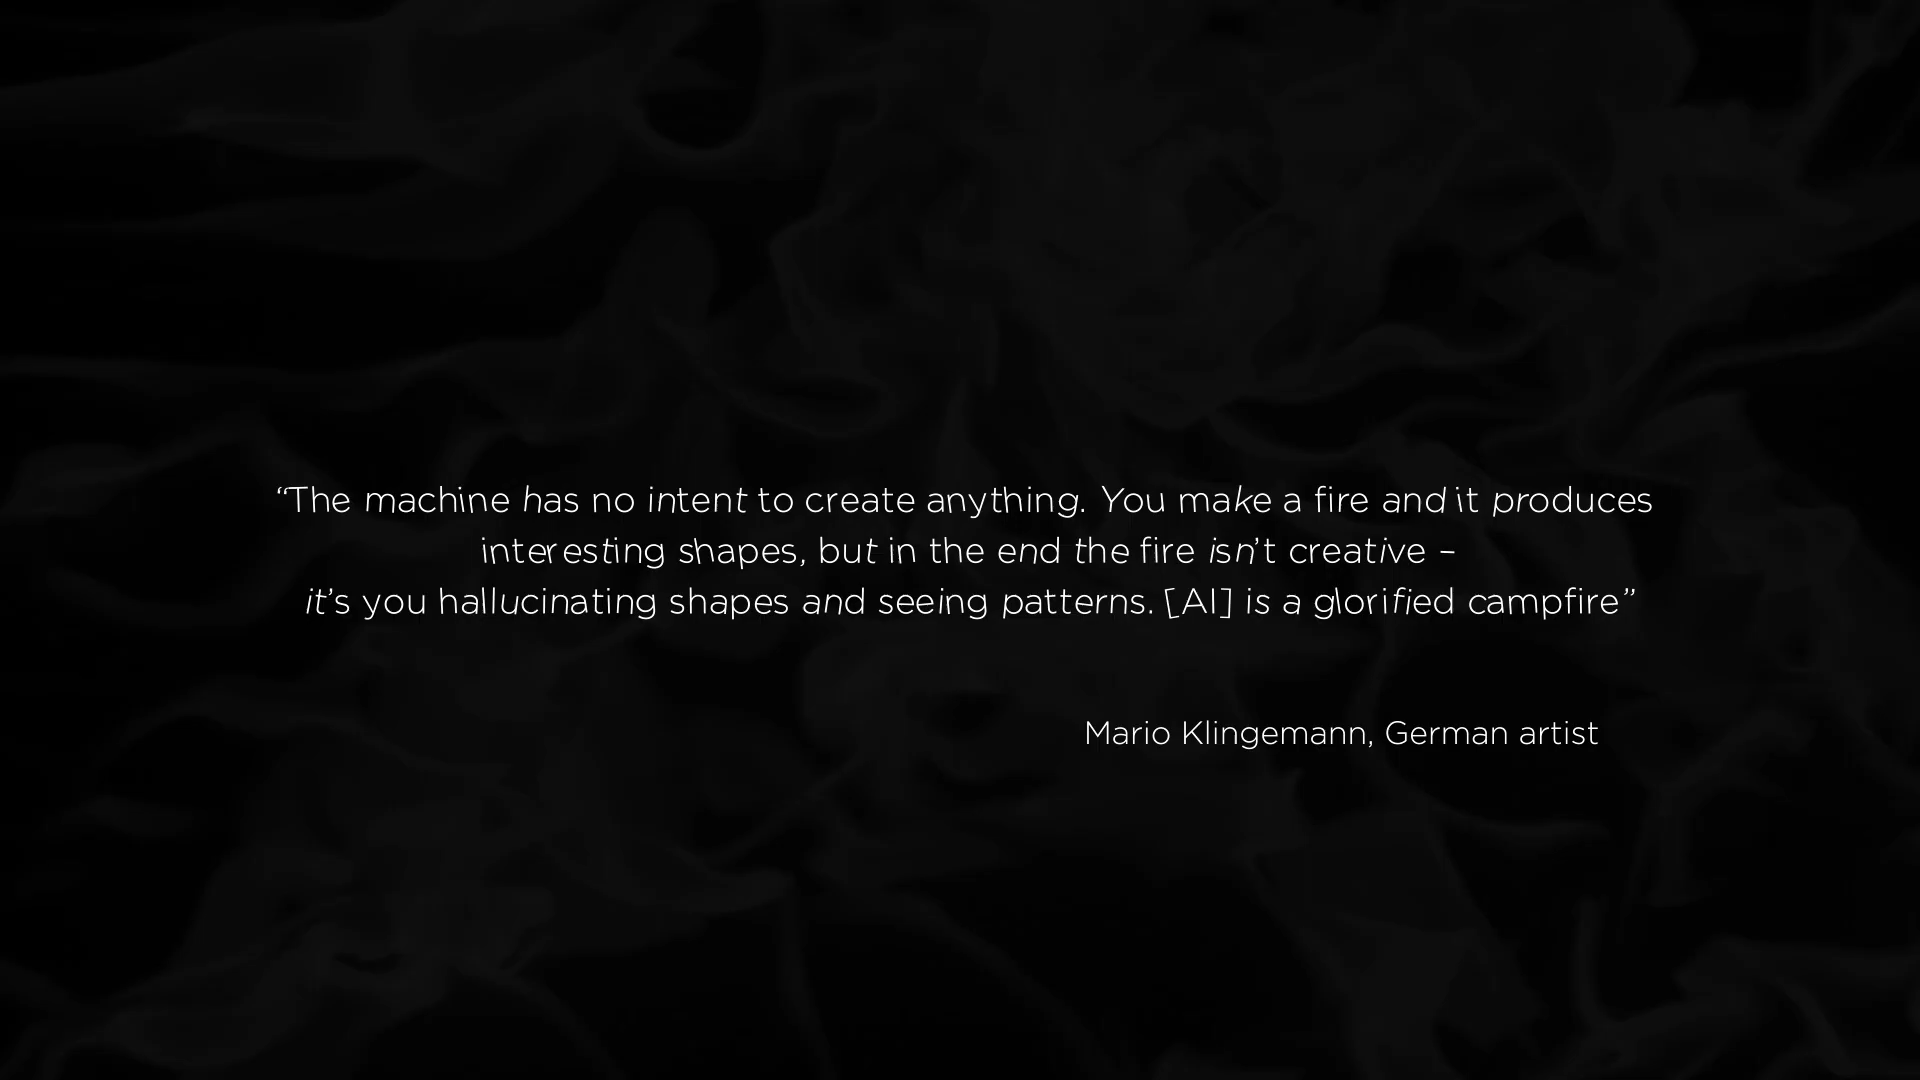 “The machine has no intent to create anything. You make a fire and it produces
interesting shapes, but in the end the fire isn’t creative –
it’s you hallucinating shapes and seeing patterns. [AI] is a glorified campfire”
Mario Klingemann, German artist